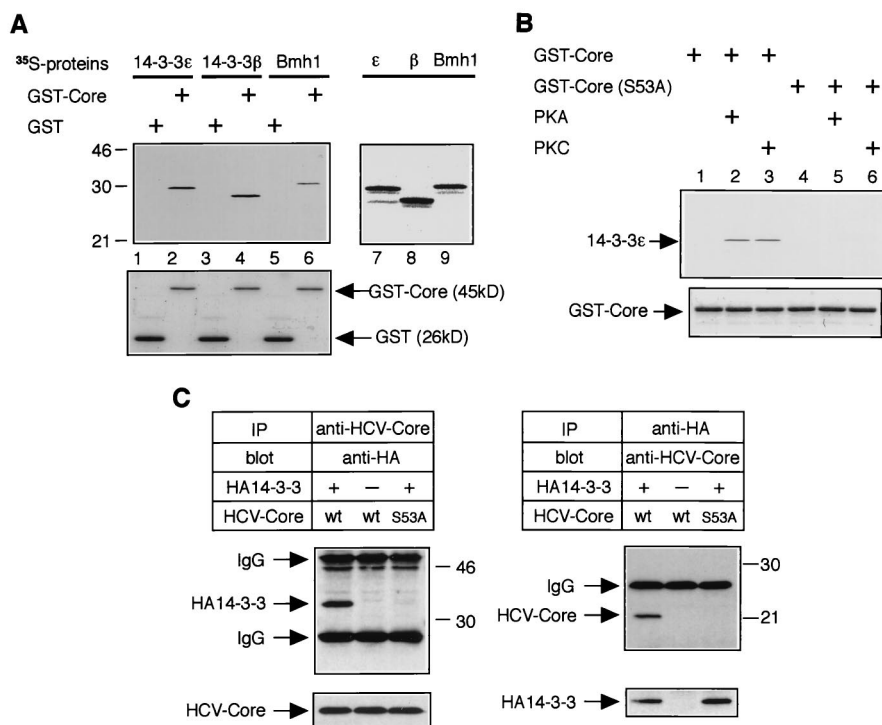 A
³⁵S-proteins 14-3-3ε 14-3-3β Bmh1 ε β Bmh1
GST-Core + + +
GST + + +
46
30
21
1 2 3 4 5 6 7 8 9
GST-Core (45kD)
GST (26kD)
B
GST-Core + + +
GST-Core (S53A) + + +
PKA + +
PKC + +
1 2 3 4 5 6
14-3-3ε
GST-Core
C
IP anti-HCV-Core
blot anti-HA
HA14-3-3 + − +
HCV-Core wt wt S53A
IgG
46
HA14-3-3
30
IgG
HCV-Core
IP anti-HA
blot anti-HCV-Core
HA14-3-3 + − +
HCV-Core wt wt S53A
30
IgG
HCV-Core
21
HA14-3-3